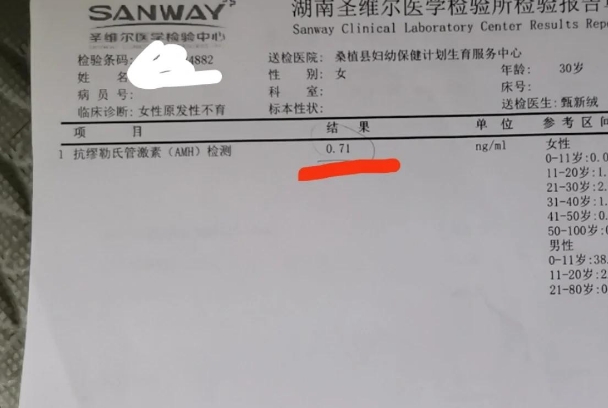 SANWAY
圣维尔医学检验中心
湖南圣维尔医学检验所检验报告
Sanway Clinical Laboratory Center Results Repor
检验条码: 4882 送检医院: 桑植县妇幼保健计划生育服务中心
姓 名 性 别: 女 年龄: 30岁
病员号: 科 室: 床号:
临床诊断: 女性原发性不育 标本性状: 送检医生: 甄新绒
项 目 结 果 单 位 参考区间
1 抗缪勒氏管激素(AMH)检测 0.71 ng/ml 女性
0-11岁:0.
11-20岁:1.
21-30岁:2.
31-40岁:1.
41-50岁:0.
50-100岁:
男性
0-11岁:38.
11-20岁:2
21-80岁:0